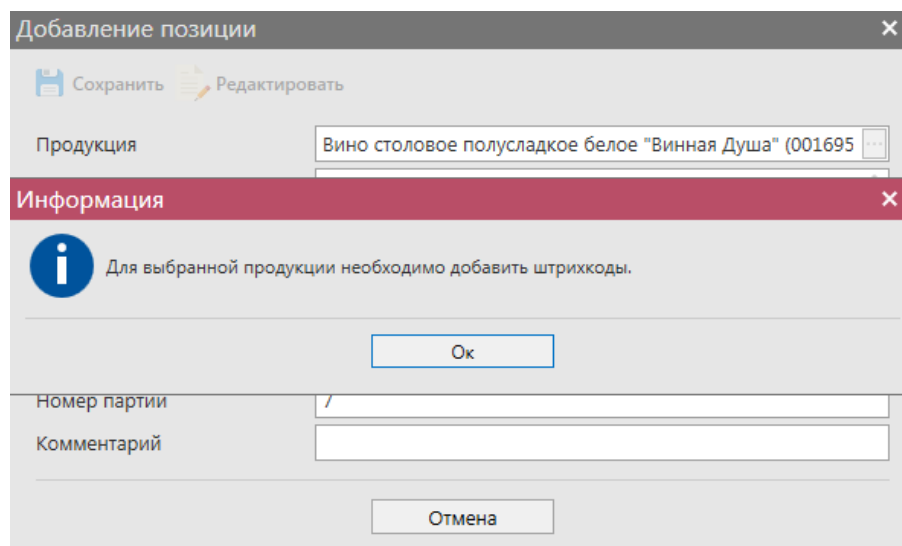 Добавление позиции
Сохранить Редактировать
Продукция Вино столовое полусладкое белое "Винная Душа" (001695
Информация
Для выбранной продукции необходимо добавить штрихкоды.
Ок
Номер партии 7
Комментарий
Отмена